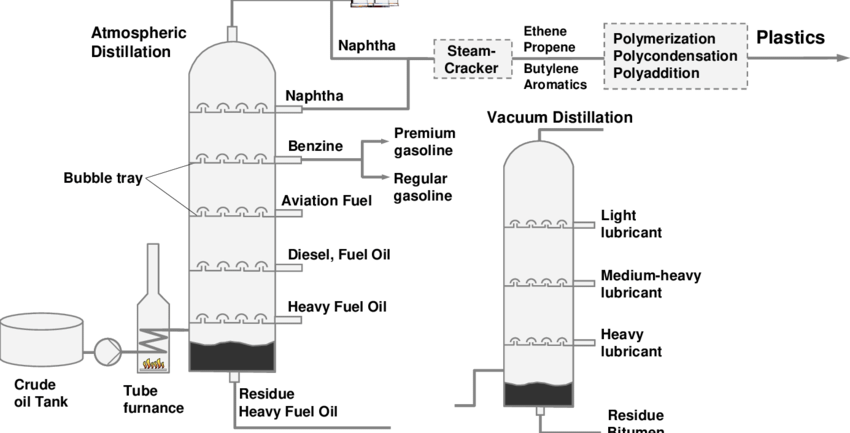 Atmospheric
Distillation
Naphtha
Steam-
Cracker
Ethene
Propene
Butylene
Aromatics
Polymerization
Polycondensation
Polyaddition
Plastics
Naphtha
Benzine
Premium
gasoline
Regular
gasoline
Bubble tray
Aviation Fuel
Diesel, Fuel Oil
Heavy Fuel Oil
Crude
oil Tank
Tube
furnance
Residue
Heavy Fuel Oil
Vacuum Distillation
Light
lubricant
Medium-heavy
lubricant
Heavy
lubricant
Residue
Bitumen